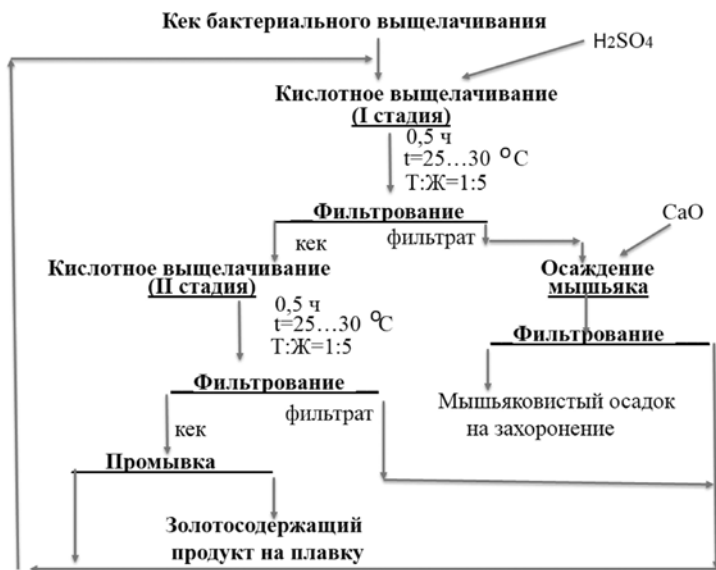 Кек бактериального выщелачивания
H2SO4
Кислотное выщелачивание
(I стадия)
0,5 ч
t=25…30 ⁰С
Т:Ж=1:5
Фильтрование
CaO
кек
фильтрат
Кислотное выщелачивание
(II стадия)
Осаждение
мышьяка
0,5 ч
t=25…30 ⁰С
Т:Ж=1:5
Фильтрование
Фильтрование
Мышьяковистый осадок
на захоронение
кек
фильтрат
Промывка
Золотосодержащий
продукт на плавку